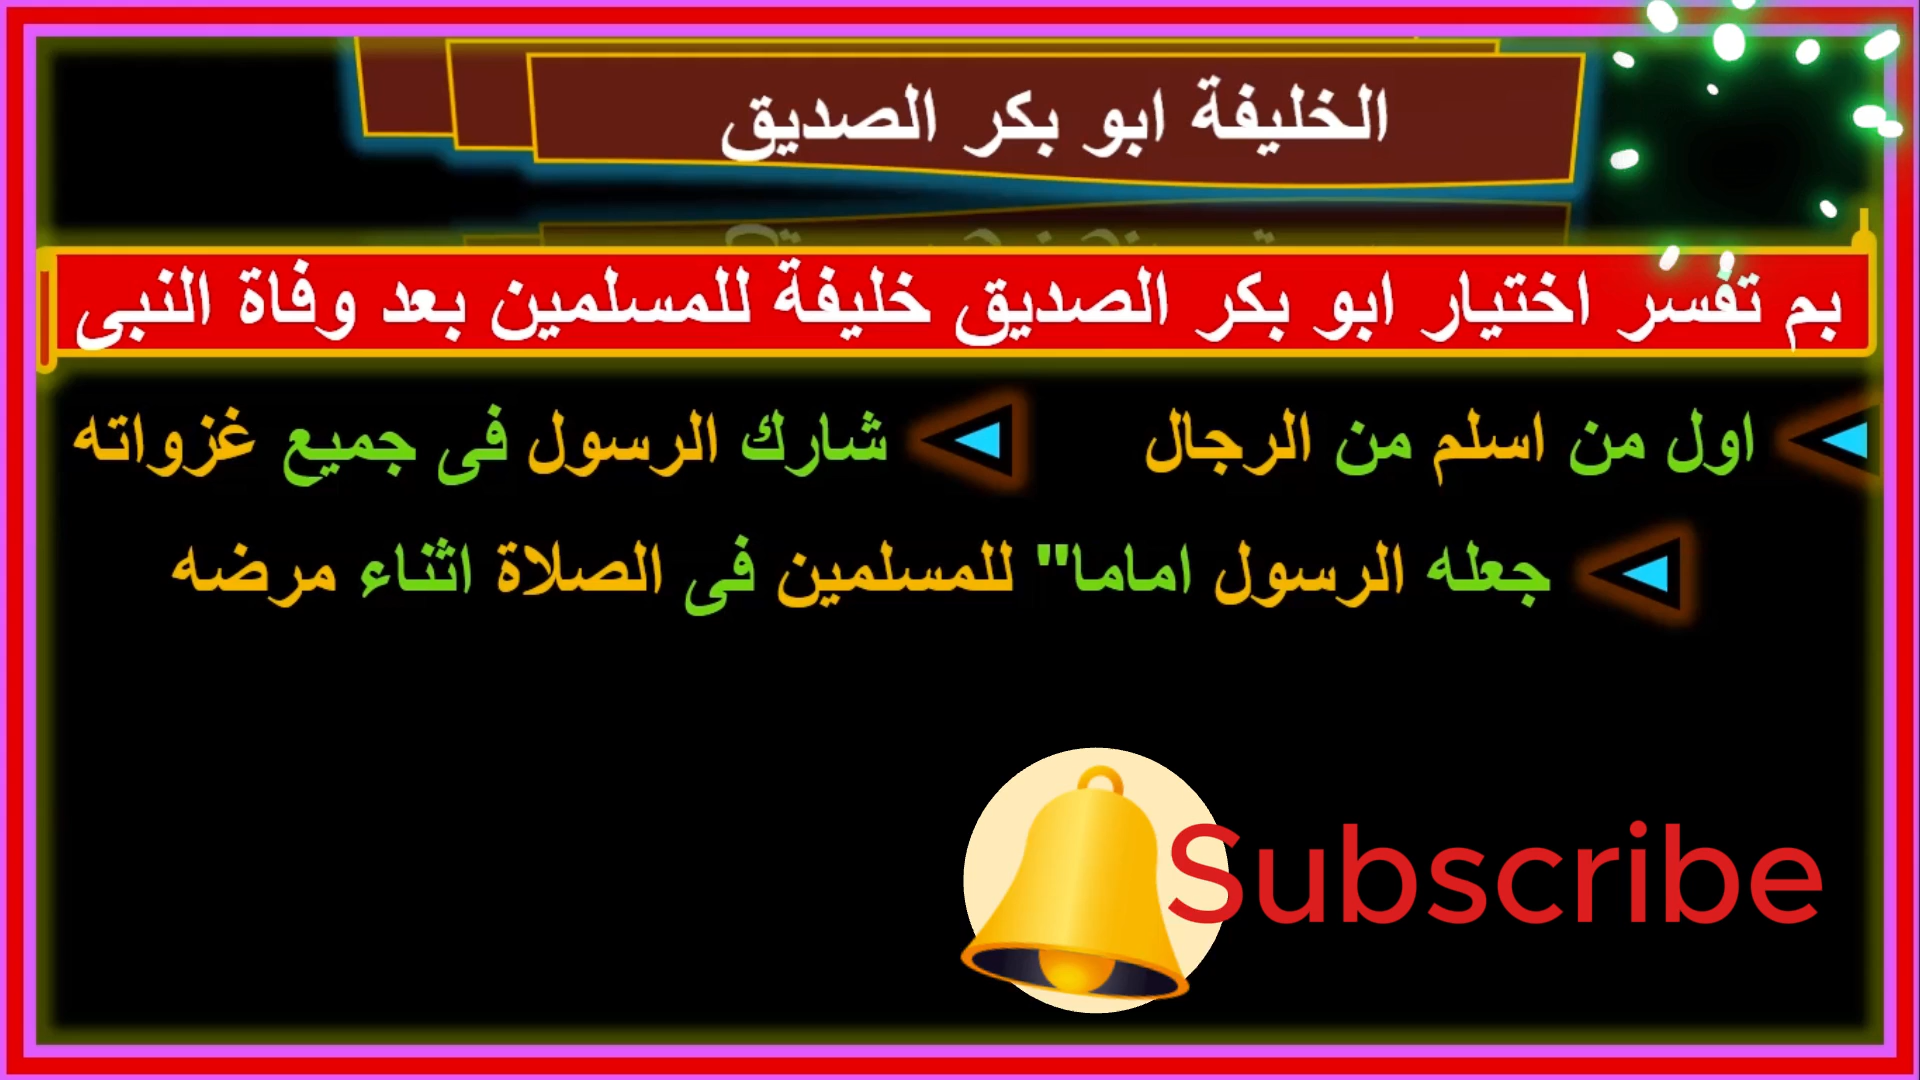 الخليفة ابو بكر الصديق
بم تفسر اختيار ابو بكر الصديق خليفة للمسلمين بعد وفاة النبى
اول من اسلم من الرجال شارك الرسول فى جميع غزواته
جعله الرسول اماما" للمسلمين فى الصلاة اثناء مرضه
Subscribe